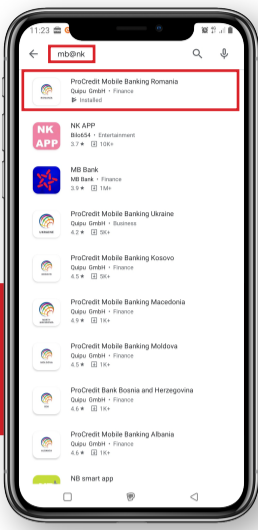 11:23
mb@nk
ProCredit Mobile Banking Romania
Quipu GmbH • Finance
Installed
NK
APP
NK APP
Bilo654 • Entertainment
3.7★ 10K+
MB Bank
MB Bank • Finance
3.9★ 1M+
ProCredit Mobile Banking Ukraine
Quipu GmbH • Business
4.2★ 5K+
ProCredit Mobile Banking Kosovo
Quipu GmbH • Finance
4.5★ 5K+
ProCredit Mobile Banking Macedonia
Quipu GmbH • Finance
4.9★ 1K+
ProCredit Mobile Banking Moldova
Quipu GmbH • Finance
4.5★ 1K+
ProCredit Bank Bosnia and Herzegovina
Quipu GmbH • Finance
4.6★ 1K+
ProCredit Mobile Banking Albania
Quipu GmbH • Finance
4.6★ 1K+
NB smart app